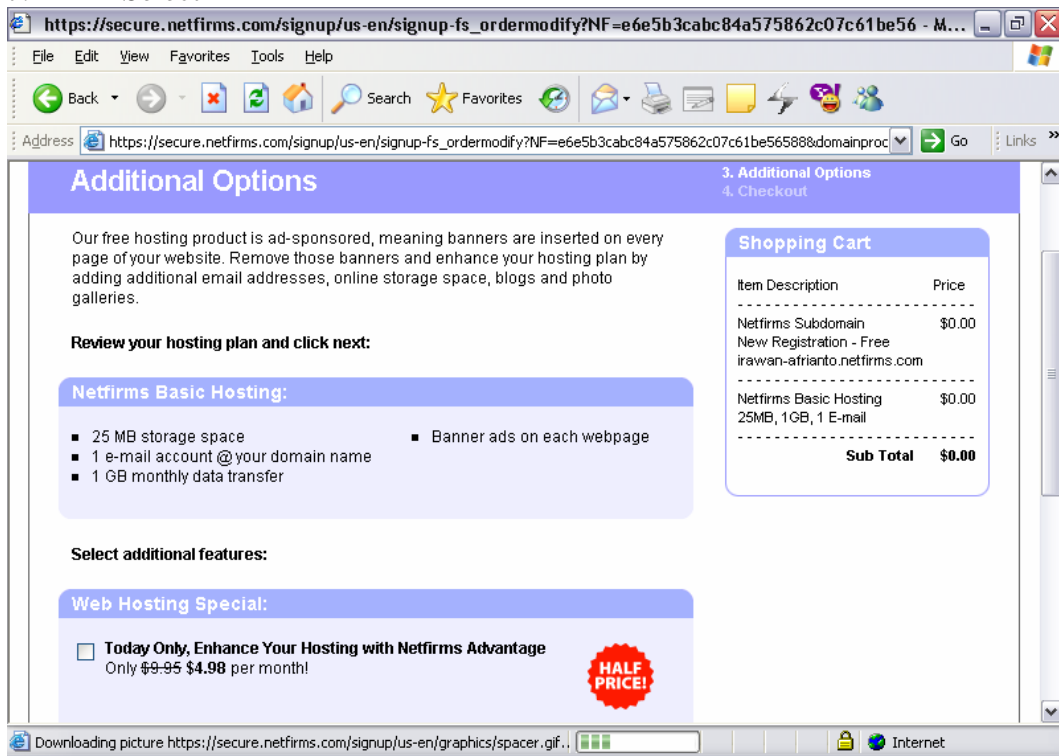 https://secure.netfirms.com/signup/us-en/signup-fs_ordermodify?NF=e6e5b3cabc84a575862c07c61be56 - M...
File Edit View Favorites Tools Help
Back Search Favorites
Address https://secure.netfirms.com/signup/us-en/signup-fs_ordermodify?NF=e6e5b3cabc84a575862c07c61be565888&domainproc Go Links »
Additional Options
3. Additional Options
4. Checkout
Our free hosting product is ad-sponsored, meaning banners are inserted on every
page of your website. Remove those banners and enhance your hosting plan by
adding additional email addresses, online storage space, blogs and photo
galleries.
Review your hosting plan and click next:
Netfirms Basic Hosting:
▪ 25 MB storage space
▪ 1 e-mail account @ your domain name
▪ 1 GB monthly data transfer
▪ Banner ads on each webpage
Select additional features:
Web Hosting Special:
Today Only, Enhance Your Hosting with Netfirms Advantage
Only $9.95 $4.98 per month!
HALF
PRICE!
Shopping Cart
Item Description Price
Netfirms Subdomain $0.00
New Registration - Free
irawan-afrianto.netfirms.com
Netfirms Basic Hosting $0.00
25MB, 1GB, 1 E-mail
Sub Total $0.00
Downloading picture https://secure.netfirms.com/signup/us-en/graphics/spacer.gif.. Internet